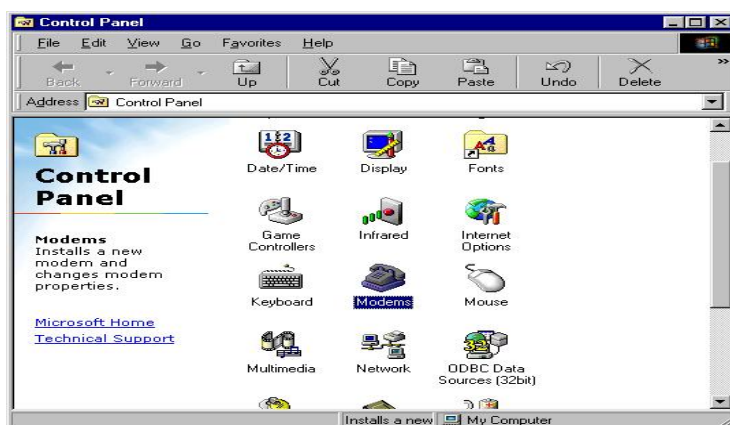 Control Panel
File Edit View Go Favorites Help
Back Forward Up Cut Copy Paste Undo Delete »
Address Control Panel
Control
Panel
Modems
Installs a new
modem and
changes modem
properties.
Microsoft Home
Technical Support
Date/Time Display Fonts
Game
Controllers
Infrared
Internet
Options
Keyboard Modems Mouse
Multimedia Network
ODBC Data
Sources (32bit)
Installs a new My Computer